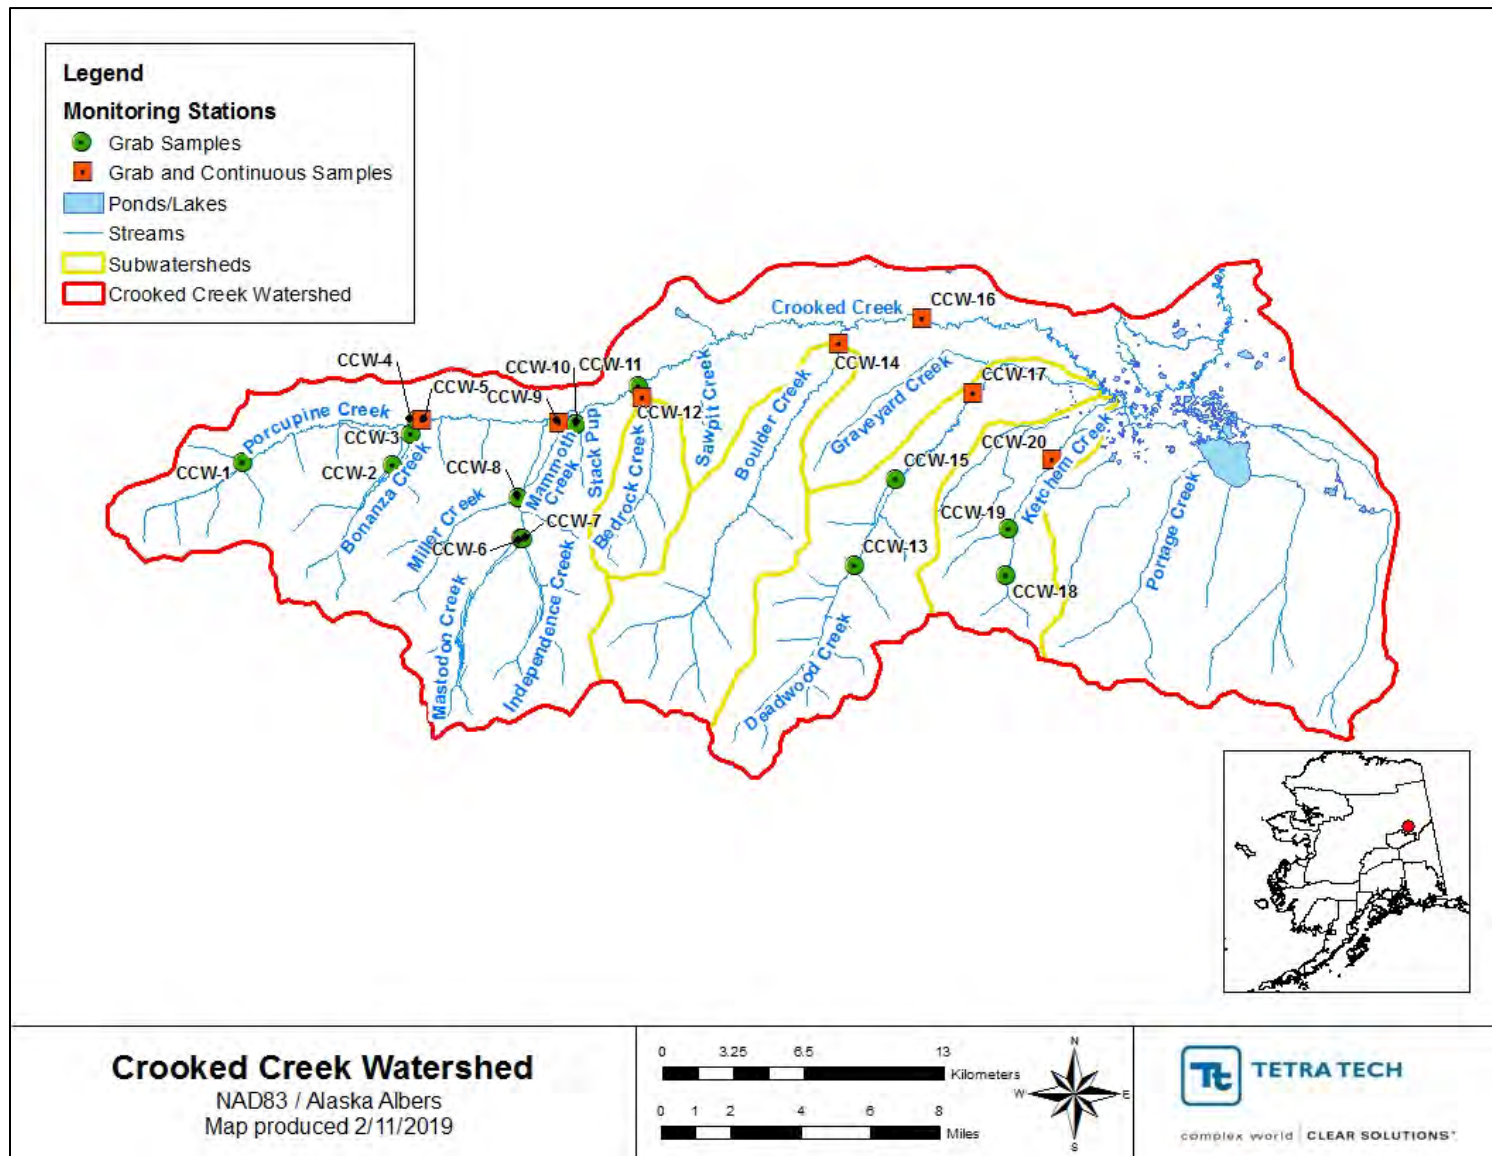 Legend
Monitoring Stations
Grab Samples
Grab and Continuous Samples
Ponds/Lakes
Streams
Subwatersheds
Crooked Creek Watershed
CCW-16
Crooked Creek
CCW-4
CCW-10
CCW-11
CCW-14
CCW-5
CCW-9
CCW-17
Porcupine Creek
CCW-12
CCW-3
Sawpit Creek
Graveyard Creek
CCW-1
CCW-2
Bonanza Creek
CCW-8
Mammoth
Creek
Stack Pup
Bedrock Creek
Boulder Creek
CCW-15
CCW-20
Ketchem Creek
Miller Creek
CCW-7
CCW-6
CCW-19
CCW-13
CCW-18
Portage Creek
Mastodon Creek
Independence Creek
Deadwood Creek
Crooked Creek Watershed
NAD83 / Alaska Albers
Map produced 2/11/2019
0 3.25 6.5 13
Kilometers
0 1 2 4 6 8
Miles
N
W E
S
Tt
TETRA TECH
complex world | CLEAR SOLUTIONS™